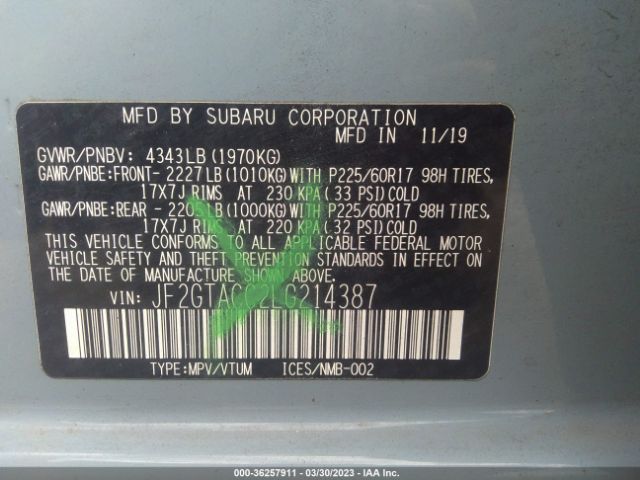 MFD BY SUBARU CORPORATION
MFD IN 11/19
GVWR/PNBV: 4343LB (1970KG)
GAWR/PNBE:FRONT- 2227LB (1010KG) WITH P225/60R17 98H TIRES,
17X7J RIMS AT 230 KPA (33 PSI) COLD
GAWR/PNBE:REAR - 2205LB (1000KG) WITH P225/60R17 98H TIRES,
17X7J RIMS AT 220 KPA (32 PSI) COLD
THIS VEHICLE CONFORMS TO ALL APPLICABLE FEDERAL MOTOR
VEHICLE SAFETY AND THEFT PREVENTION STANDARDS IN EFFECT
ON THE DATE OF MANUFACTURE SHOWN ABOVE.
VIN: JF2GTACC2LG214387
TYPE:MPV/VTUM ICES/NMB-002
000-36257911 - 03/30/2023 - IAA Inc.